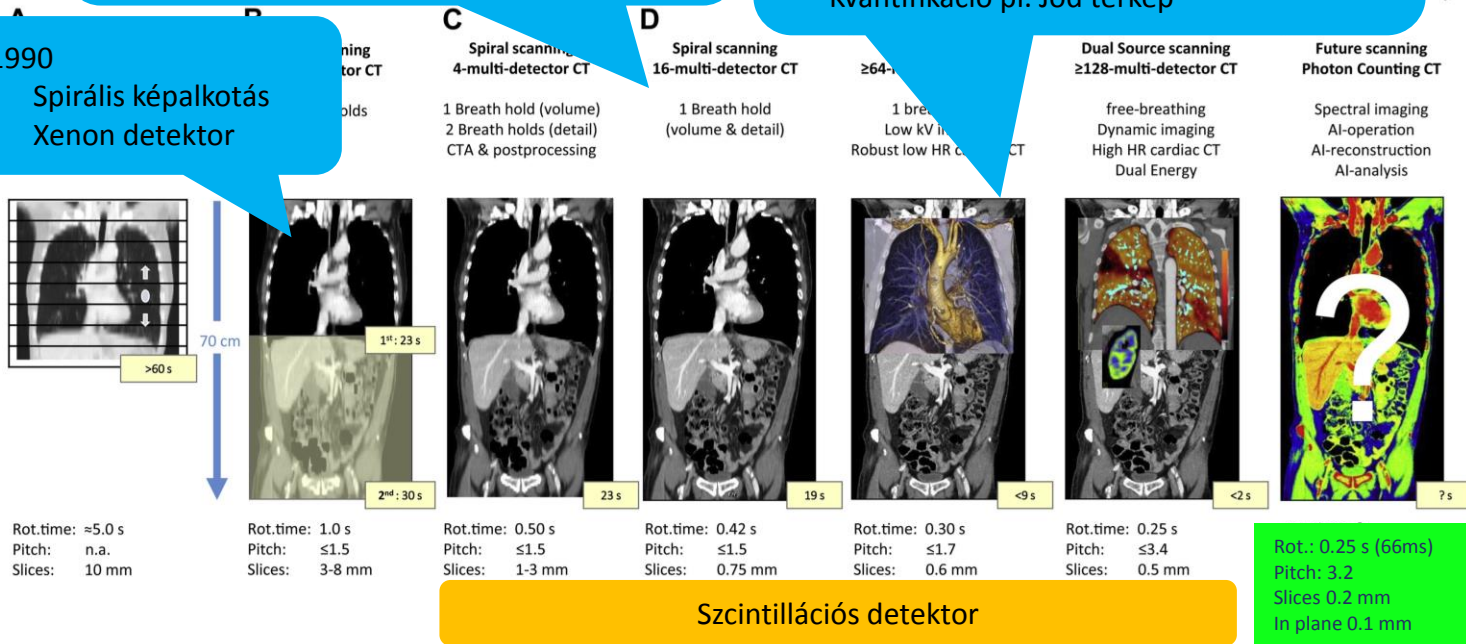 Kvantifikáció pl. Jód térkép
1990
Spirális képalkotás
Xenon detektor
C
Spiral scanning
4-multi-detector CT
1 Breath hold (volume)
2 Breath holds (detail)
CTA & postprocessing
D
Spiral scanning
16-multi-detector CT
1 Breath hold
(volume & detail)
Low kV
Robust low HR
CT
Dual Source scanning
≥128-multi-detector CT
free-breathing
Dynamic imaging
High HR cardiac CT
Dual Energy
Future scanning
Photon Counting CT
Spectral imaging
AI-operation
AI-reconstruction
AI-analysis
>60 s
70 cm
1st : 23 s
2nd : 30 s
23 s
19 s
<9 s
<2 s
?
? s
Rot.time: ≈5.0 s
Pitch: n.a.
Slices: 10 mm
Rot.time: 1.0 s
Pitch: ≤1.5
Slices: 3-8 mm
Rot.time: 0.50 s
Pitch: ≤1.5
Slices: 1-3 mm
Rot.time: 0.42 s
Pitch: ≤1.5
Slices: 0.75 mm
Rot.time: 0.30 s
Pitch: ≤1.7
Slices: 0.6 mm
Rot.time: 0.25 s
Pitch: ≤3.4
Slices: 0.5 mm
Rot.: 0.25 s (66ms)
Pitch: 3.2
Slices 0.2 mm
In plane 0.1 mm
Szcintillációs detektor